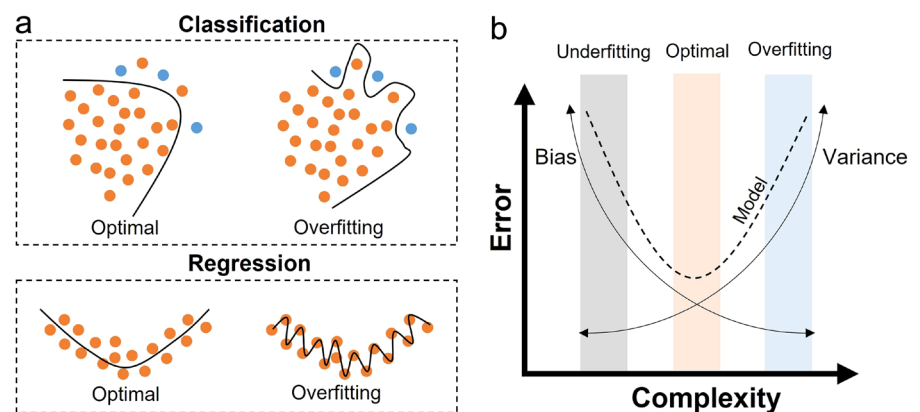 a
Classification
Optimal
Overfitting
Regression
Optimal
Overfitting
b
Underfitting
Optimal
Overfitting
Bias
Variance
Model
Error
Complexity